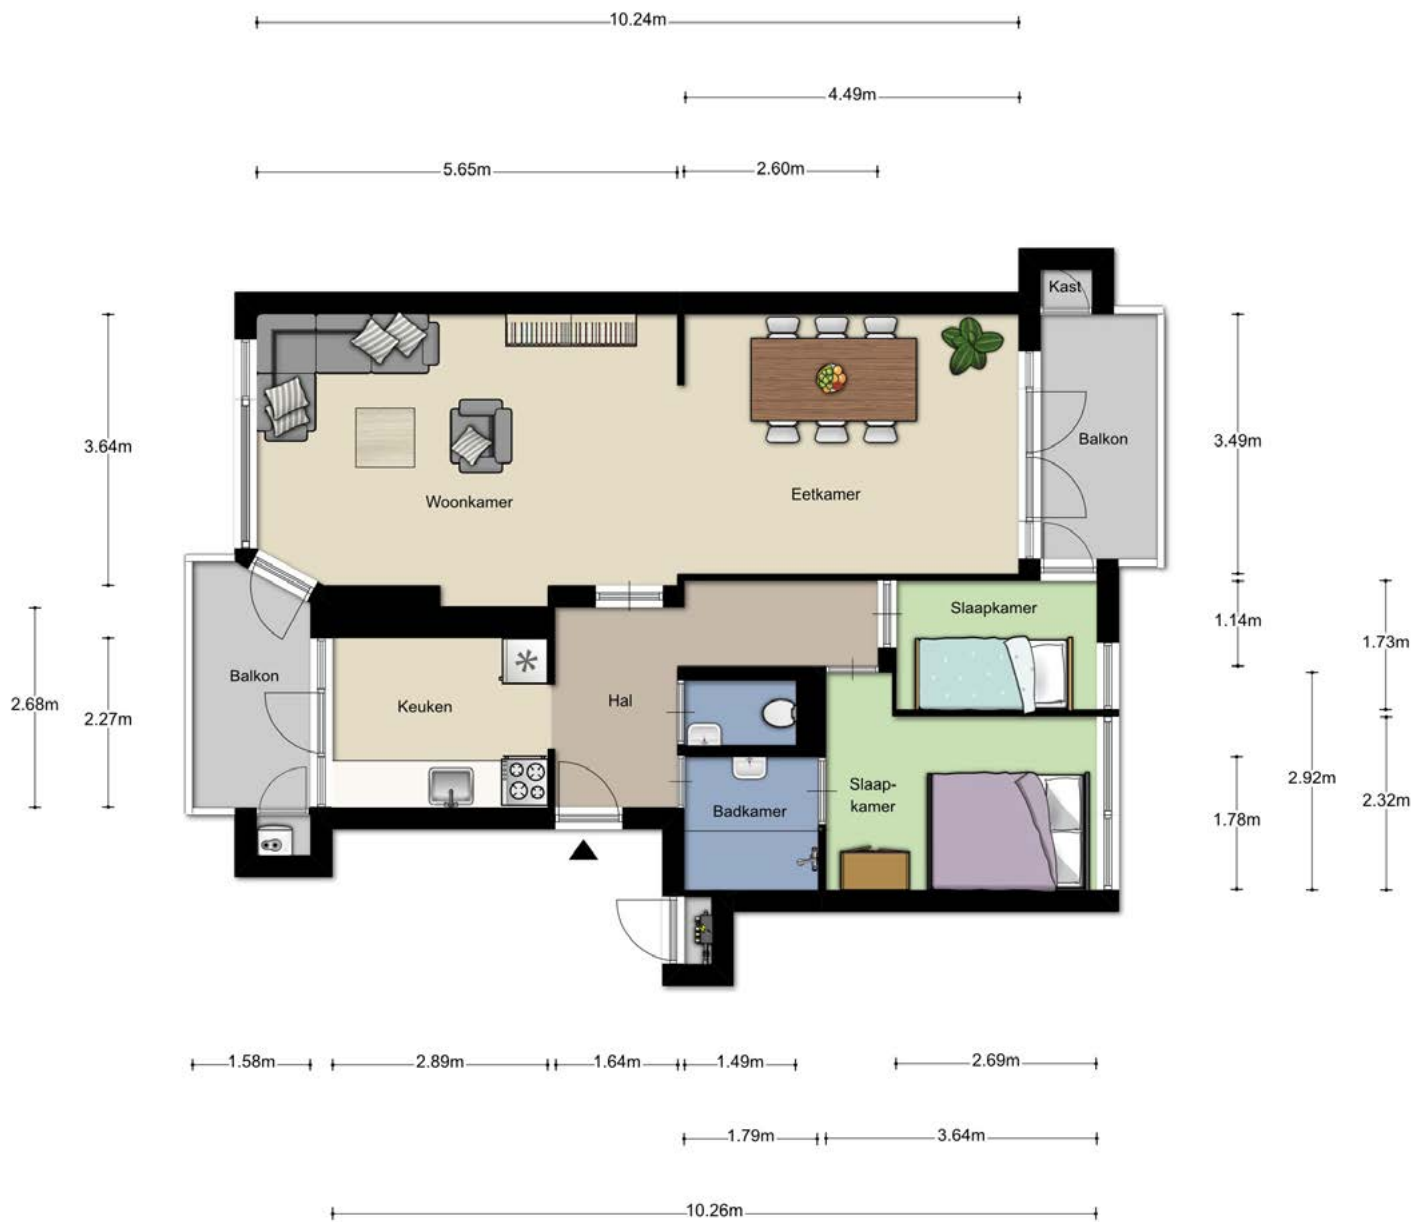 10.24m
4.49m
5.65m
2.60m
Kast
3.64m
3.49m
Balkon
Eetkamer
Woonkamer
Slaapkamer
1.14m
1.73m
Balkon
Hal
Keuken
2.68m
2.27m
2.92m
Slaap-
kamer
2.32m
Badkamer
1.78m
1.58m
2.89m
1.64m
1.49m
2.69m
1.79m
3.64m
10.26m